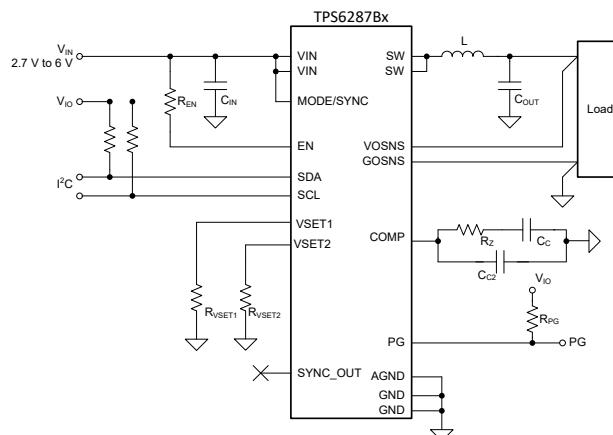 TPS6287Bx
VIN
2.7 V to 6 V
VIO
I²C
REN
CIN
VIN
VIN
MODE/SYNC
EN
SDA
SCL
VSET1
VSET2
RVSET1
RVSET2
SYNC_OUT
SW
SW
L
COUT
Load
VOSNS
GOSNS
COMP
RZ
CC
CC2
VIO
RPG
PG
PG
AGND
GND
GND